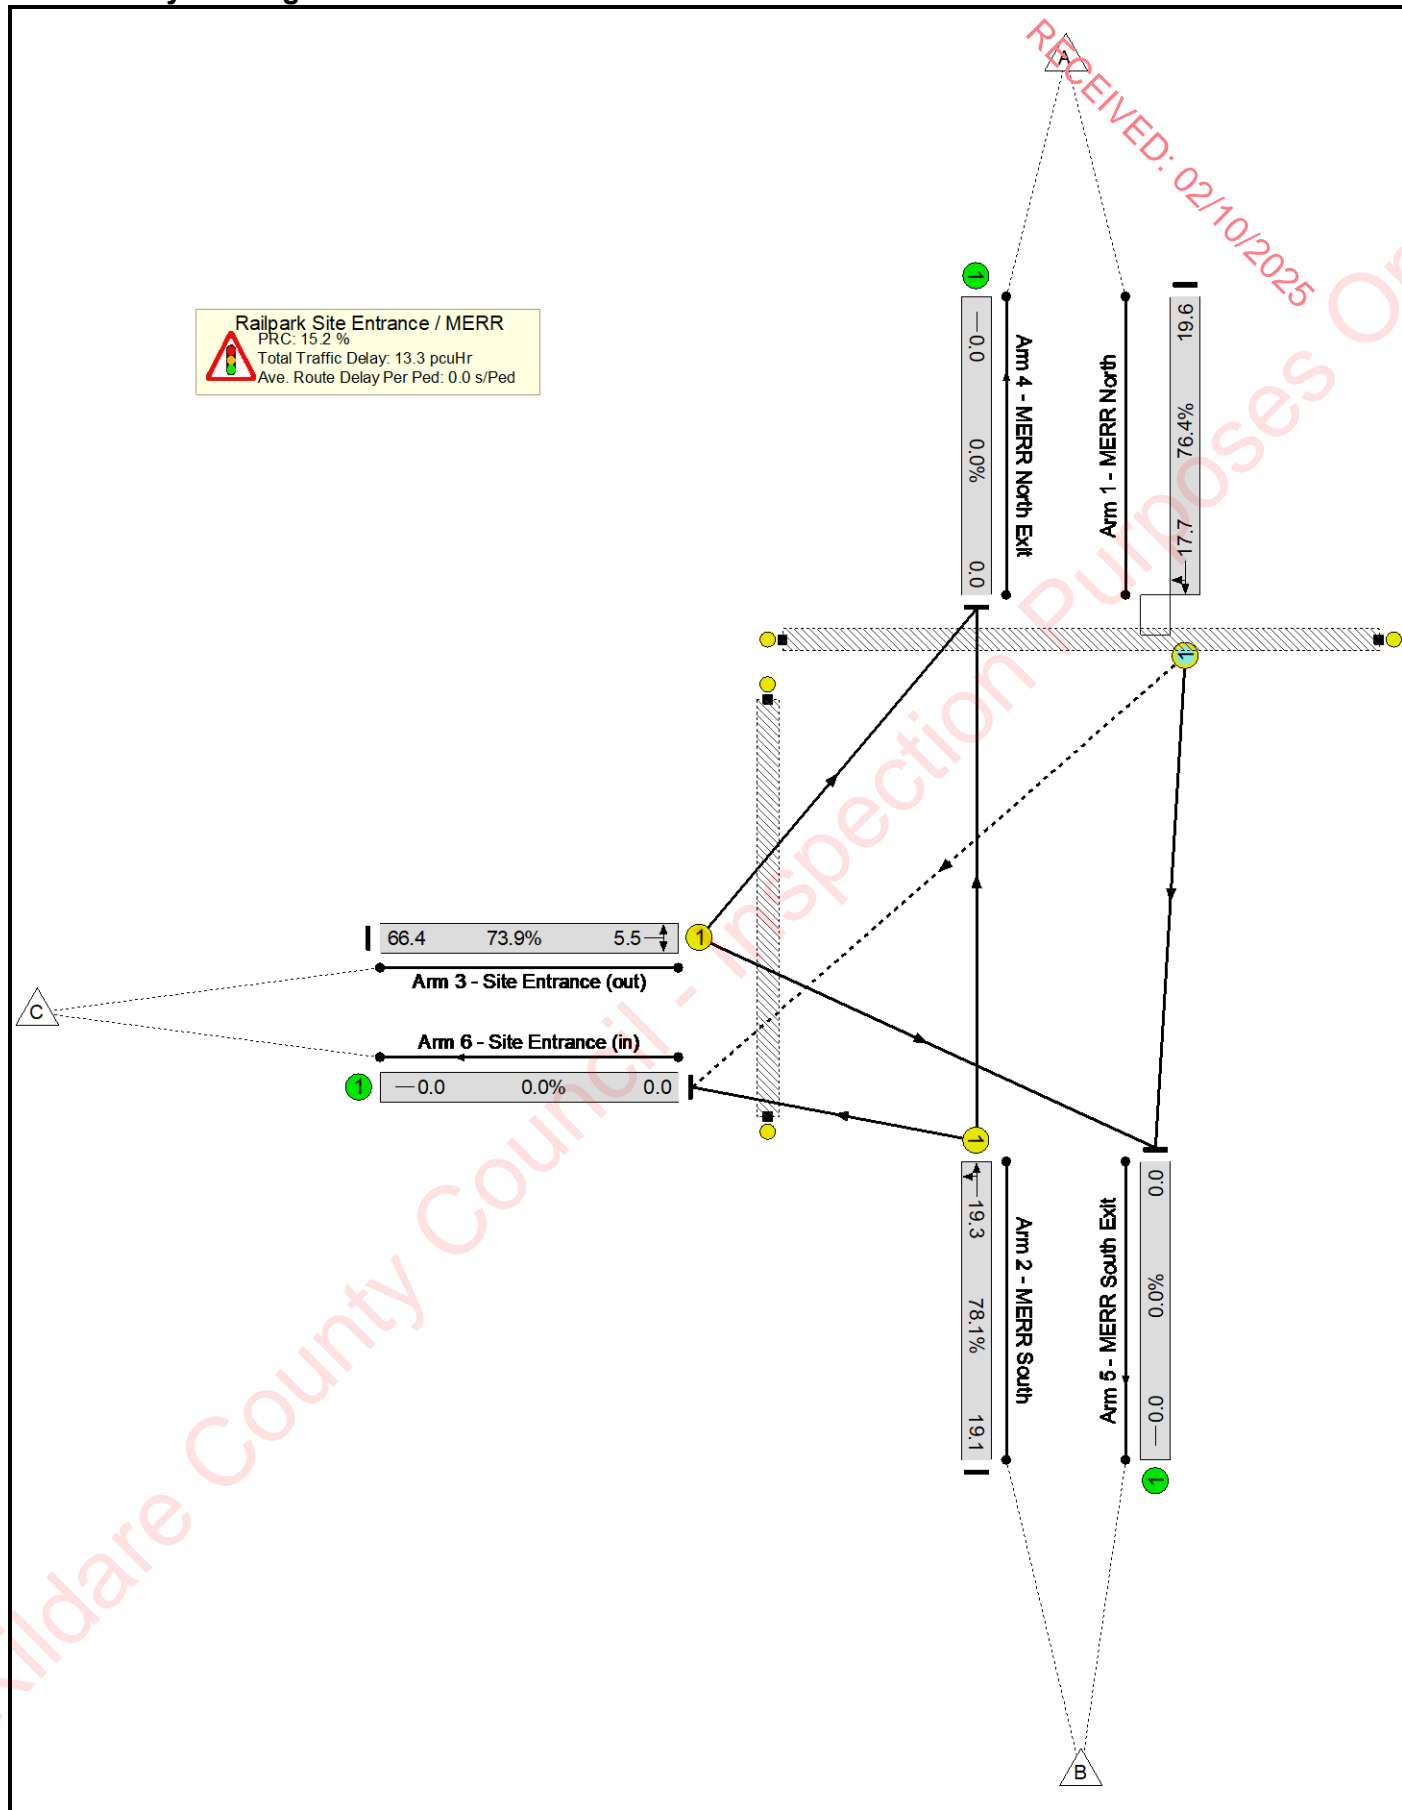 A
RECEIVED: 02/10/2025
Railpark Site Entrance / MERR
PRC: 15.2 %
Total Traffic Delay: 13.3 pcuHr
Ave. Route Delay Per Ped: 0.0 s/Ped
1
0.0 0.0% 0.0
Arm 4 - MERR North Exit
Arm 1 - MERR North
19.6 76.4% 17.7
1
66.4 73.9% 5.5
1
Arm 3 - Site Entrance (out)
C
Arm 6 - Site Entrance (in)
1
0.0 0.0% 0.0
1
19.3 78.1% 19.1
Arm 2 - MERR South
Arm 5 - MERR South Exit
0.0 0.0% 0.0
1
B
Kildare County Council - Inspection Purposes